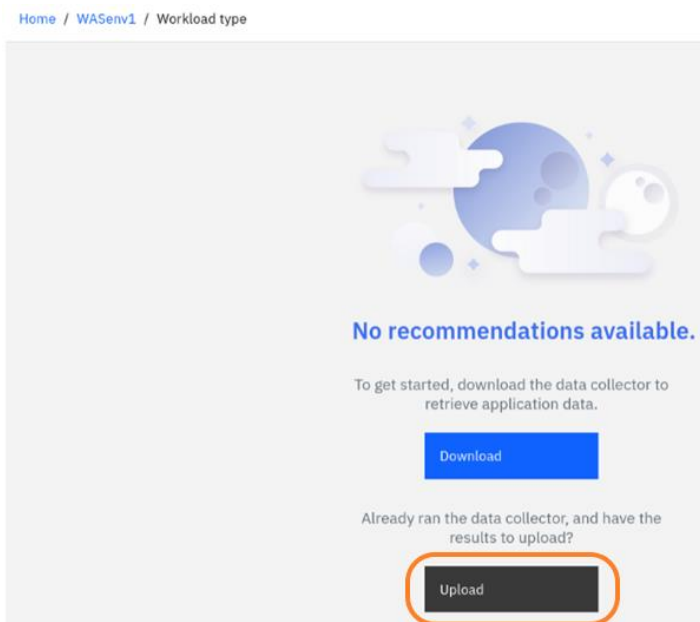 Home / WASenv1 / Workload type
No recommendations available.
To get started, download the data collector to
retrieve application data.
Download
Already ran the data collector, and have the
results to upload?
Upload